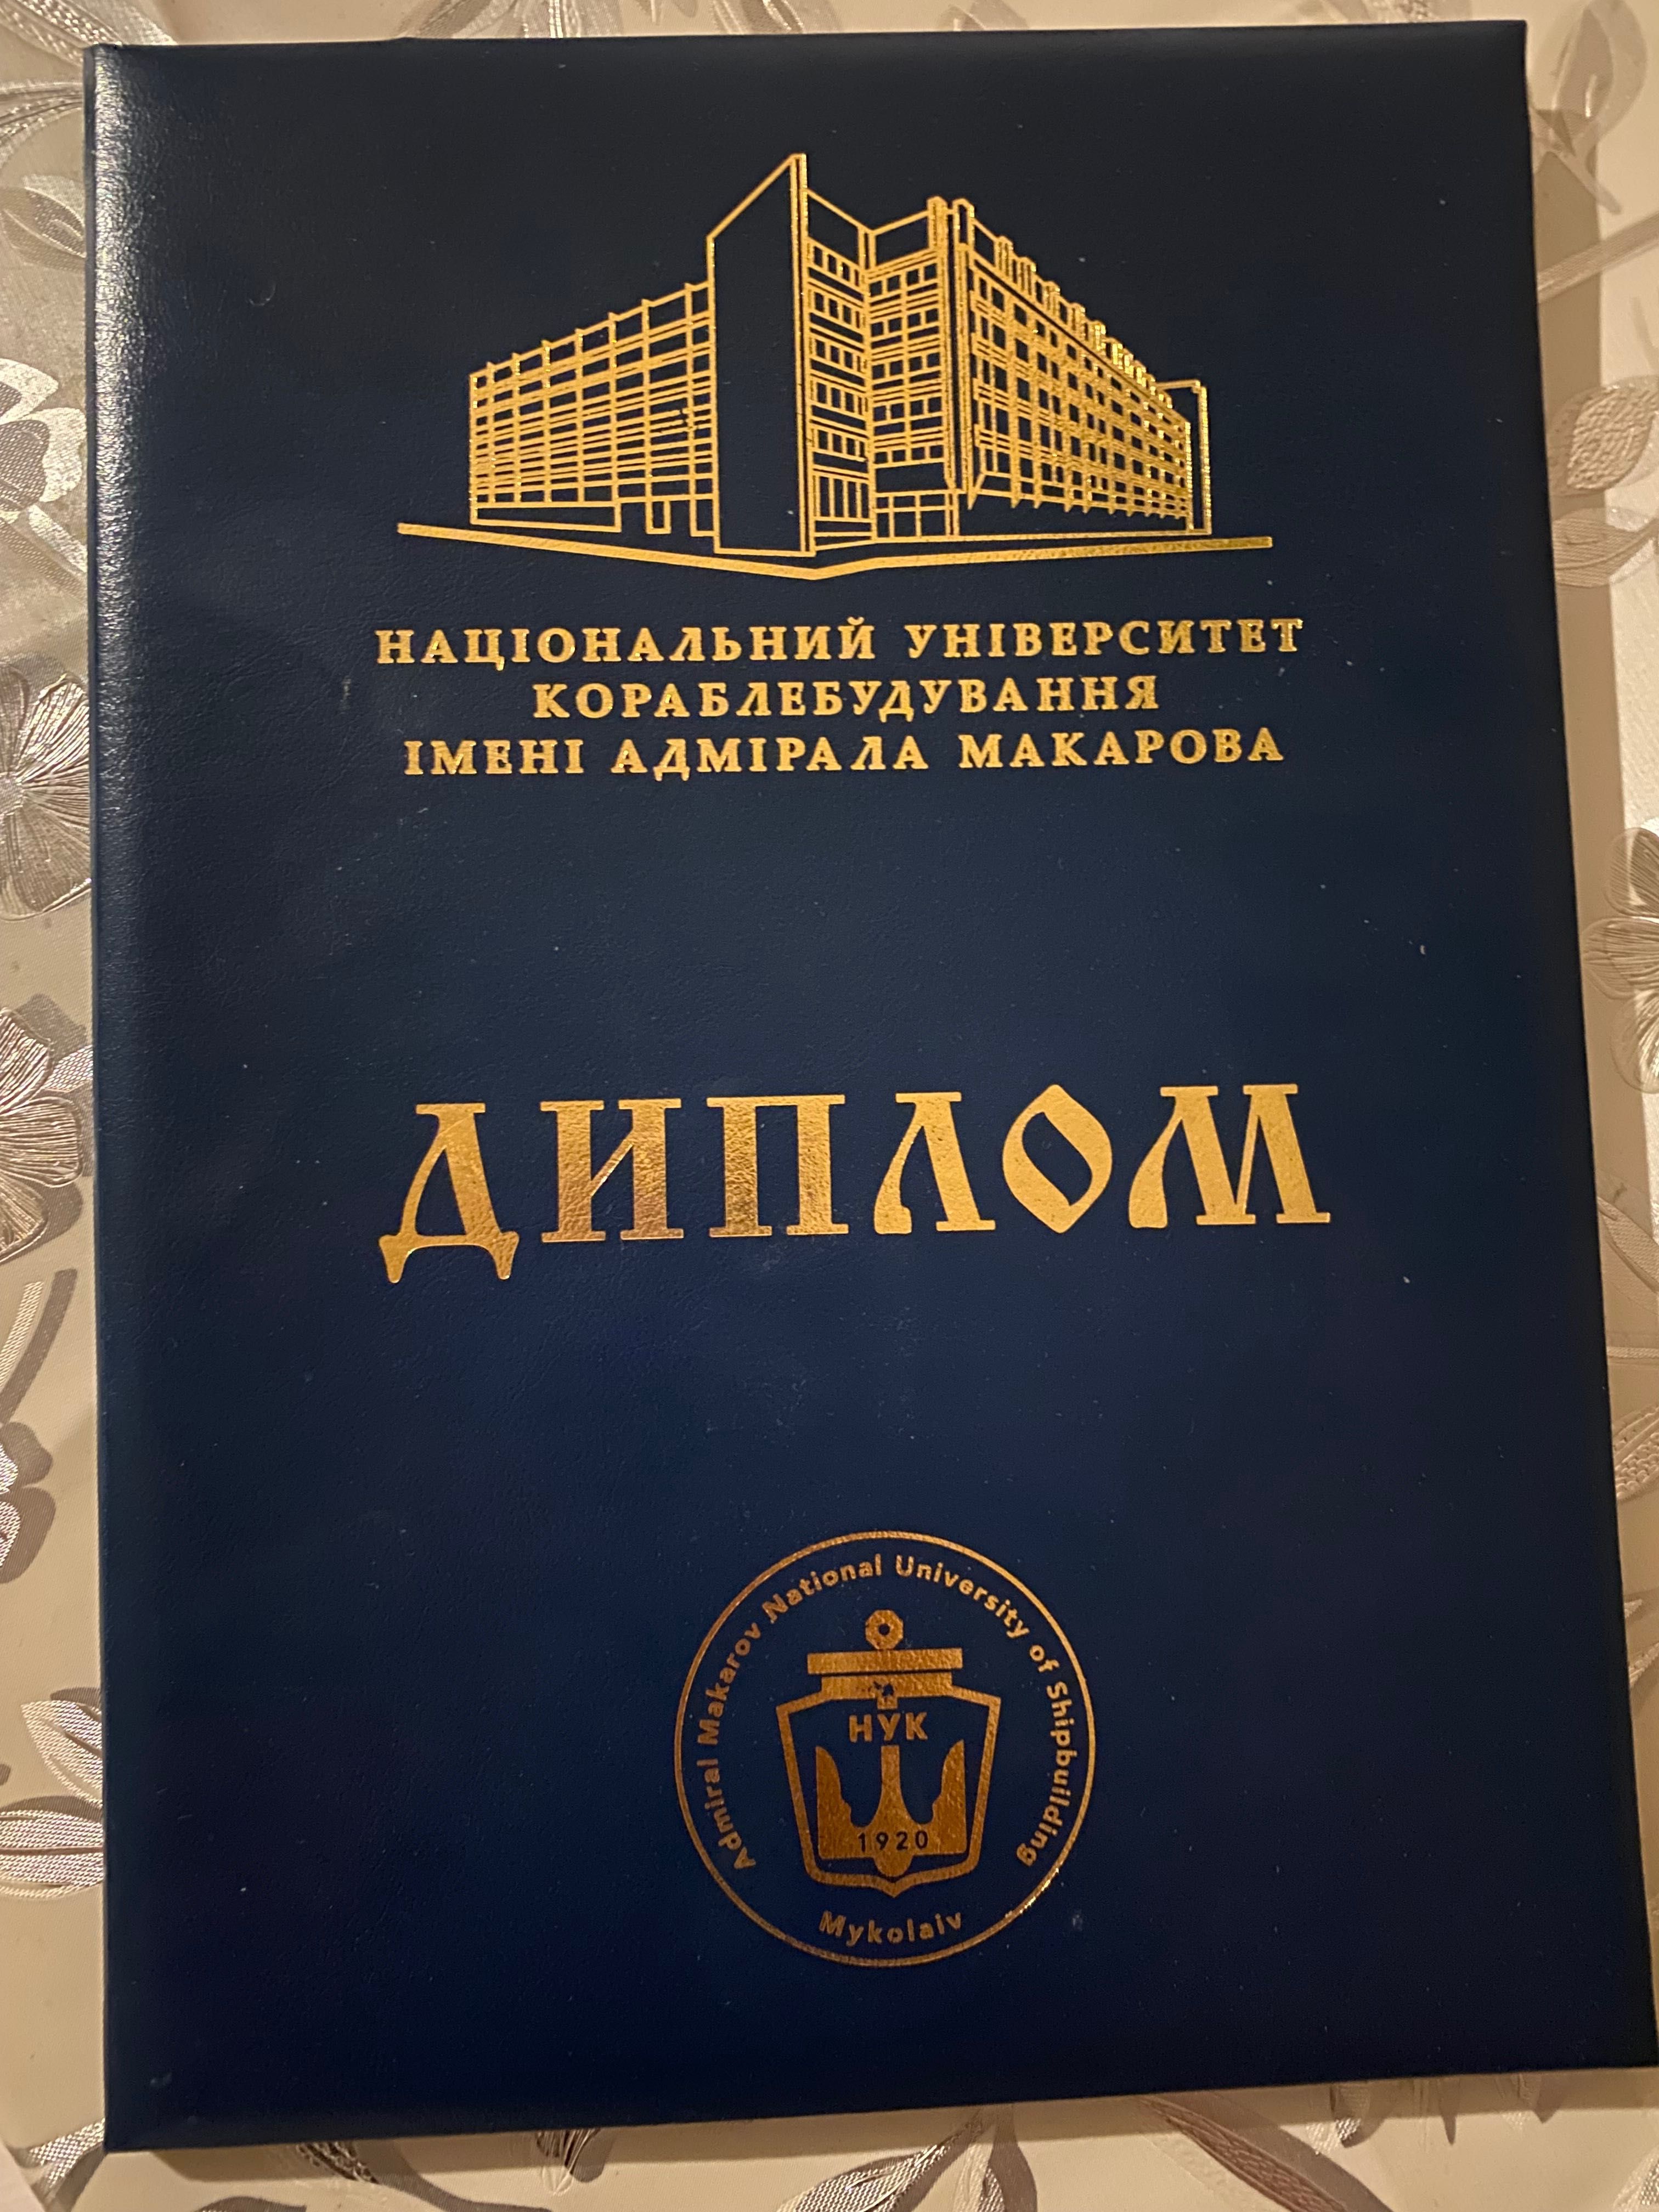 НАЦІОНАЛЬНИЙ УНІВЕРСИТЕТ
КОРАБЛЕБУДУВАННЯ
ІМЕНІ АДМІРАЛА МАКАРОВА
ДИПЛОМ
Admiral Makarov National University of Shipbuilding
НУК
1920
Mykolaiv